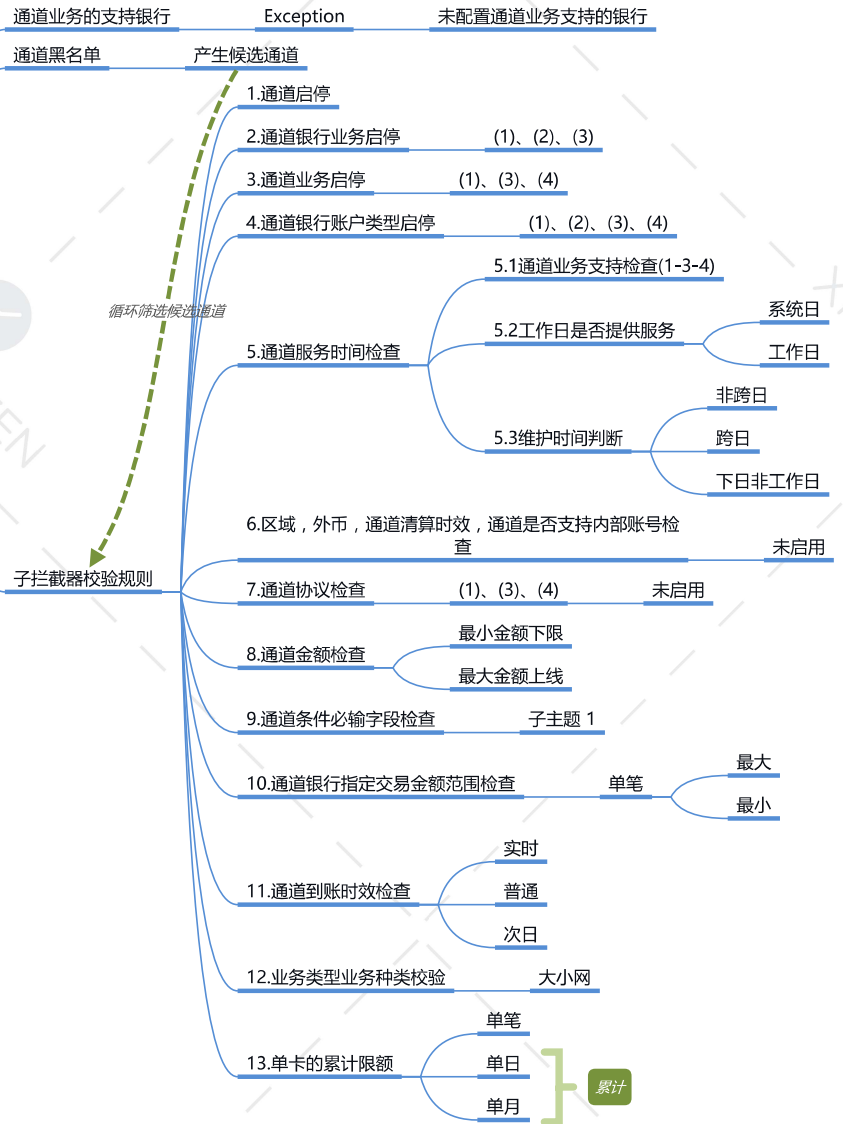 通道业务的支持银行
Exception
未配置通道业务支持的银行
通道黑名单
产生候选通道
循环筛选候选通道
子拦截器校验规则
1.通道启停
2.通道银行业务启停
(1)、(2)、(3)
3.通道业务启停
(1)、(3)、(4)
4.通道银行账户类型启停
(1)、(2)、(3)、(4)
5.通道服务时间检查
5.1通道业务支持检查(1-3-4)
5.2工作日是否提供服务
系统日
工作日
5.3维护时间判断
非跨日
跨日
下日非工作日
6.区域，外币，通道清算时效，通道是否支持内部账号检
查
未启用
7.通道协议检查
(1)、(3)、(4)
未启用
8.通道金额检查
最小金额下限
最大金额上线
9.通道条件必输字段检查
子主题 1
10.通道银行指定交易金额范围检查
单笔
最大
最小
11.通道到账时效检查
实时
普通
次日
12.业务类型业务种类校验
大小网
13.单卡的累计限额
单笔
单日
单月
累计